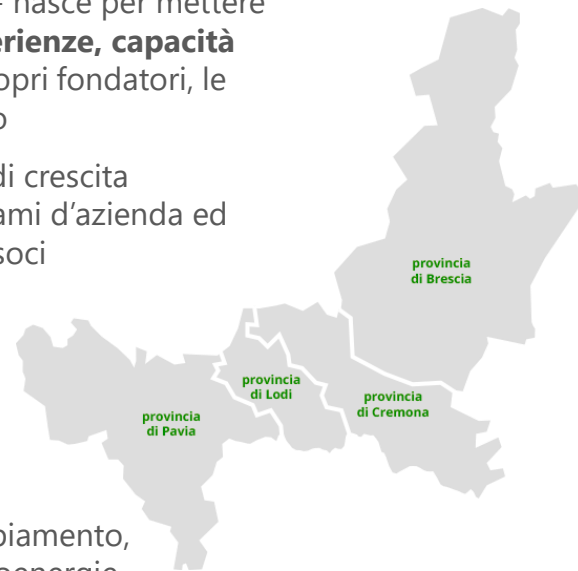 nasce per mettere
erienze, capacità
opri fondatori, le
di crescita
ami d'azienda ed
soci
provincia
di Brescia
provincia
di Lodi
provincia
di Cremona
provincia
di Pavia
piamento,